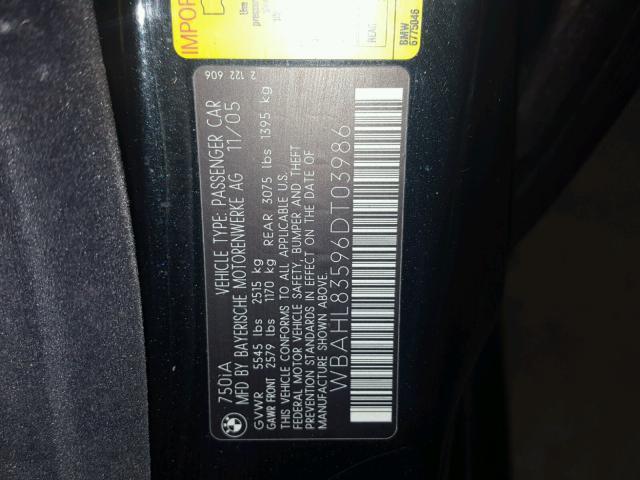 IMPOR
BMW
6775046
2 122 606
750iA VEHICLE TYPE: PASSENGER CAR
MFD BY BAYERISCHE MOTORENWERKE AG 11/05
GVWR 5545 lbs 2515 kg
GAWR FRONT 2579 lbs 1170 kg REAR 3075 lbs 1395 kg
THIS VEHICLE CONFORMS TO ALL APPLICABLE U.S.
FEDERAL MOTOR VEHICLE SAFETY, BUMPER AND THEFT
PREVENTION STANDARDS IN EFFECT ON THE DATE OF
MANUFACTURE SHOWN ABOVE
WBAHL83596DT03986